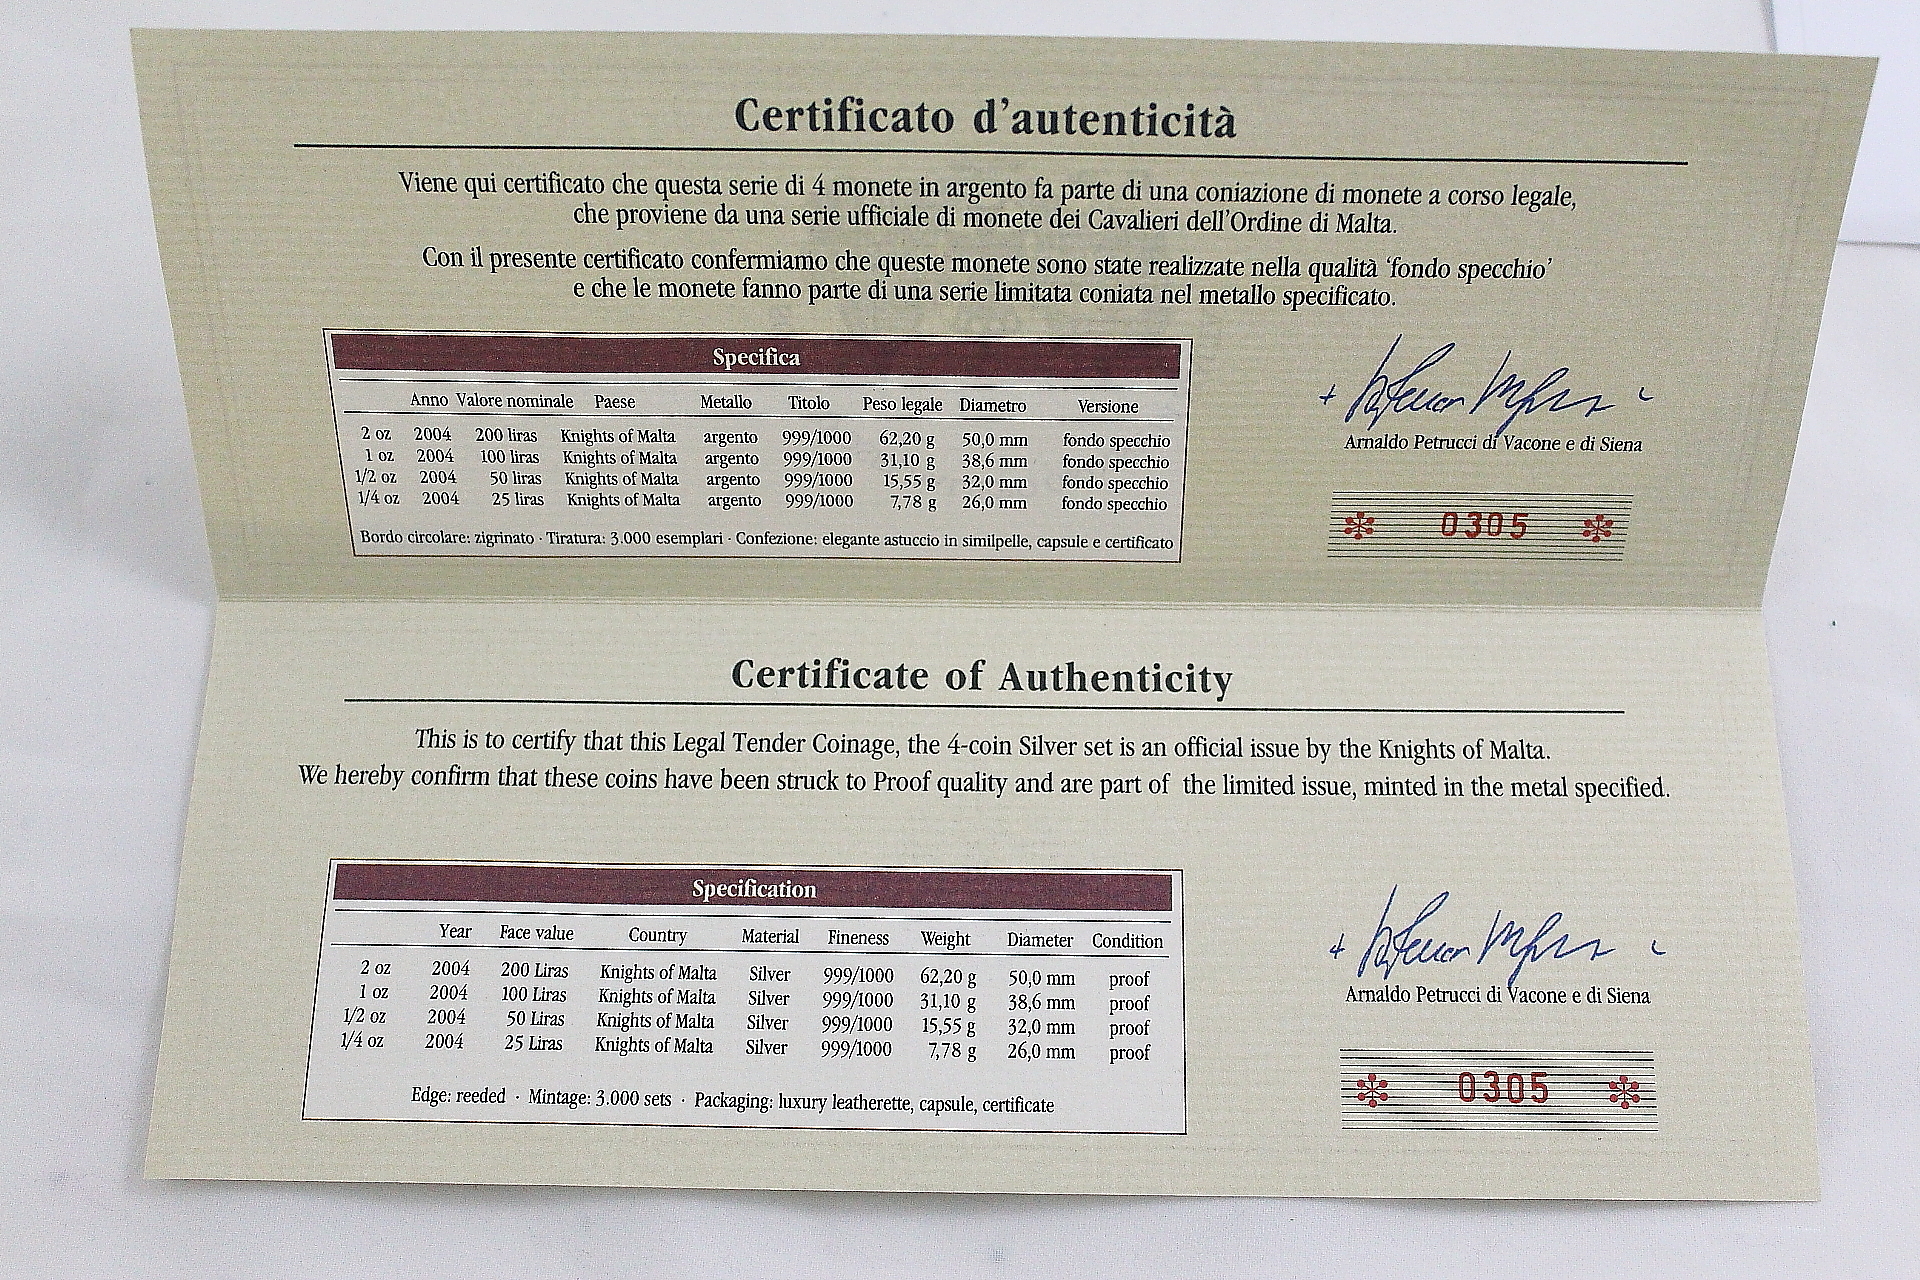 Certificato d'autenticità
Viene qui certificato che questa serie di 4 monete in argento fa parte di una coniazione di monete a corso legale,
che proviene da una serie ufficiale di monete dei Cavalieri dell'Ordine di Malta.
Con il presente certificato confermiamo che queste monete sono state realizzate nella qualità 'fondo specchio'
e che le monete fanno parte di una serie limitata coniata nel metallo specificato.
Specifica
Anno Valore nominale Paese Metallo Titolo Peso legale Diametro Versione
2 oz 2004 200 liras Knights of Malta argento 999/1000 62,20 g 50,0 mm fondo specchio
1 oz 2004 100 liras Knights of Malta argento 999/1000 31,10 g 38,6 mm fondo specchio
1/2 oz 2004 50 liras Knights of Malta argento 999/1000 15,55 g 32,0 mm fondo specchio
1/4 oz 2004 25 liras Knights of Malta argento 999/1000 7,78 g 26,0 mm fondo specchio
Bordo circolare: zigrinato · Tiratura: 3.000 esemplari · Confezione: elegante astuccio in similpelle, capsule e certificato
Arnaldo Petrucci di Vacone e di Siena
0305
Certificate of Authenticity
This is to certify that this Legal Tender Coinage, the 4-coin Silver set is an official issue by the Knights of Malta.
We hereby confirm that these coins have been struck to Proof quality and are part of the limited issue, minted in the metal specified.
Specification
Year Face value Country Material Fineness Weight Diameter Condition
2 oz 2004 200 Liras Knights of Malta Silver 999/1000 62,20 g 50,0 mm proof
1 oz 2004 100 Liras Knights of Malta Silver 999/1000 31,10 g 38,6 mm proof
1/2 oz 2004 50 Liras Knights of Malta Silver 999/1000 15,55 g 32,0 mm proof
1/4 oz 2004 25 Liras Knights of Malta Silver 999/1000 7,78 g 26,0 mm proof
Edge: reeded · Mintage: 3.000 sets · Packaging: luxury leatherette, capsule, certificate
Arnaldo Petrucci di Vacone e di Siena
0305